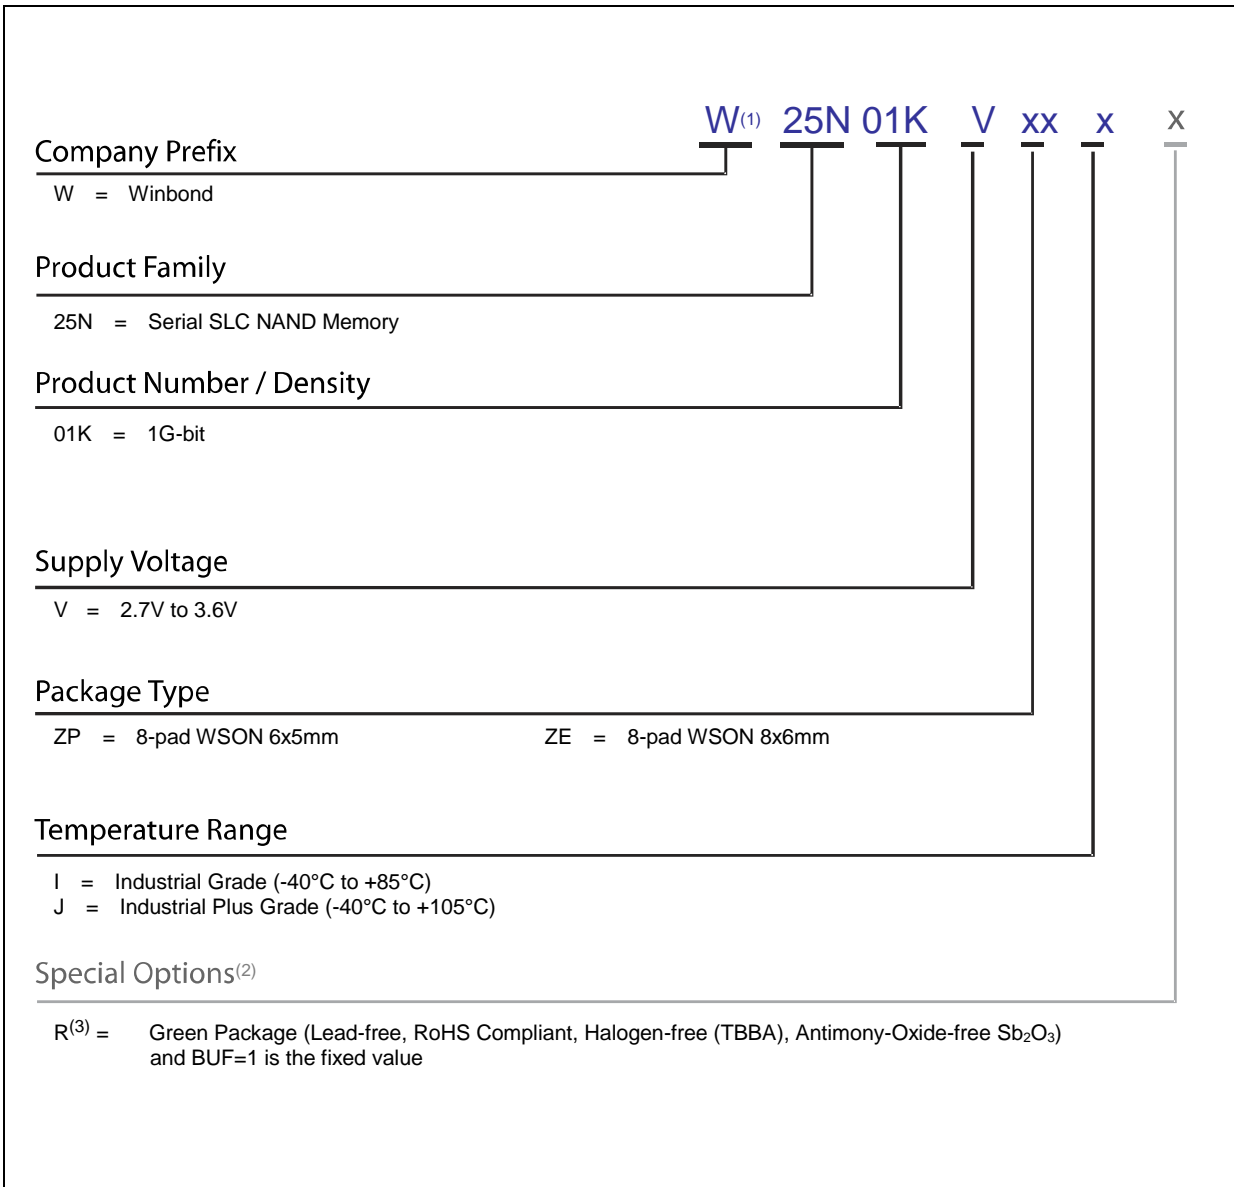 W(1) 25N 01K V xx x x
Company Prefix
W = Winbond
Product Family
25N = Serial SLC NAND Memory
Product Number / Density
01K = 1G-bit
Supply Voltage
V = 2.7V to 3.6V
Package Type
ZP = 8-pad WSON 6x5mm ZE = 8-pad WSON 8x6mm
Temperature Range
I = Industrial Grade (-40°C to +85°C)
J = Industrial Plus Grade (-40°C to +105°C)
Special Options(2)
R(3) = Green Package (Lead-free, RoHS Compliant, Halogen-free (TBBA), Antimony-Oxide-free Sb₂O₃)
and BUF=1 is the fixed value